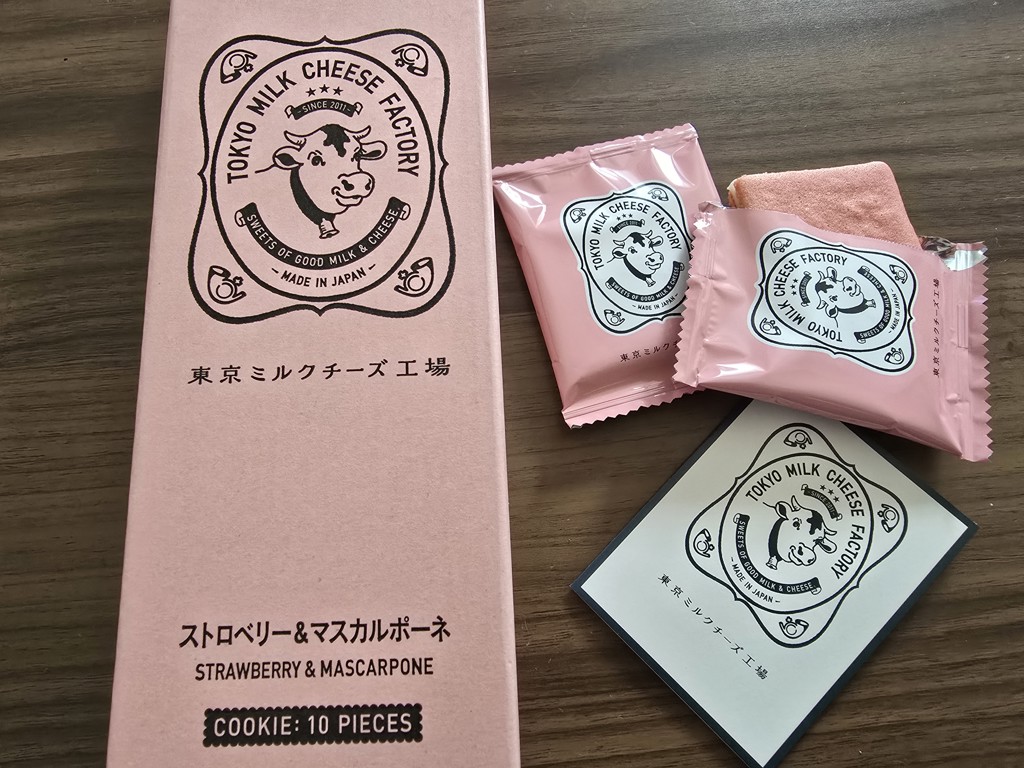 TOKYO MILK CHEESE FACTORY
SINCE 2011
SWEETS OF GOOD MILK & CHEESE
MADE IN JAPAN
東京ミルクチーズ工場
ストロベリー&マスカルポーネ
STRAWBERRY & MASCARPONE
COOKIE: 10 PIECES
TOKYO MILK CHEESE FACTORY
SWEETS OF GOOD MILK & CHEESE
MADE IN JAPAN
東京ミルク
TOKYO MILK CHEESE FACTORY
SWEETS OF GOOD MILK & CHEESE
MADE IN JAPAN
東京ミルクチーズ工場
TOKYO MILK CHEESE FACTORY
SINCE 2011
SWEETS OF GOOD MILK & CHEESE
MADE IN JAPAN
東京ミルクチーズ工場